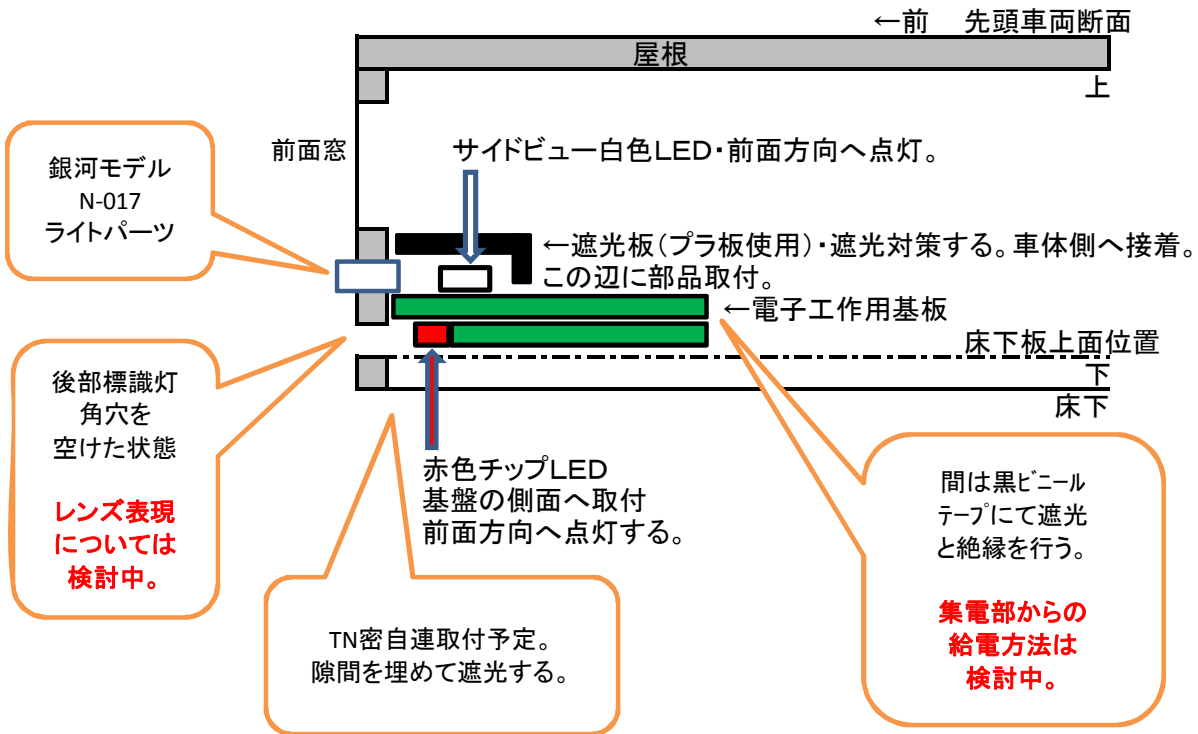 ←前　先頭車両断面
屋根
上
前面窓
サイドビュー白色LED・前面方向へ点灯。
銀河モデル
N-017
ライトパーツ
←遮光板（プラ板使用）・遮光対策する。車体側へ接着。
この辺に部品取付。
←電子工作用基板
床下板上面位置
下
床下
後部標識灯
角穴を
空けた状態
レンズ表現
については
検討中。
赤色チップLED
基盤の側面へ取付
前面方向へ点灯する。
間は黒ビニール
テープにて遮光
と絶縁を行う。
集電部からの
給電方法は
検討中。
TN密自連取付予定。
隙間を埋めて遮光する。